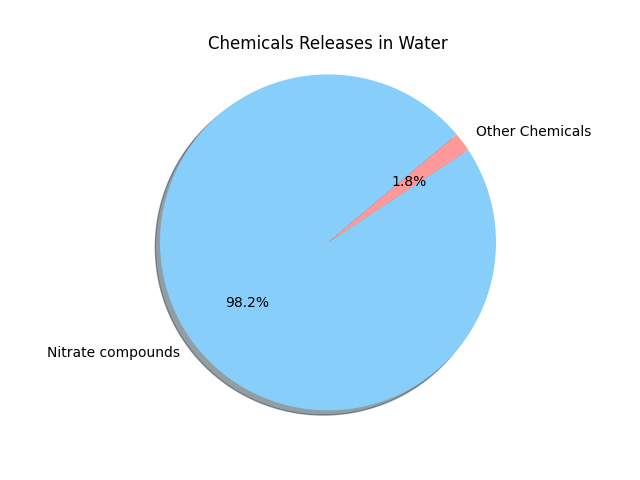 Chemicals Releases in Water
Other Chemicals
1.8%
98.2%
Nitrate compounds